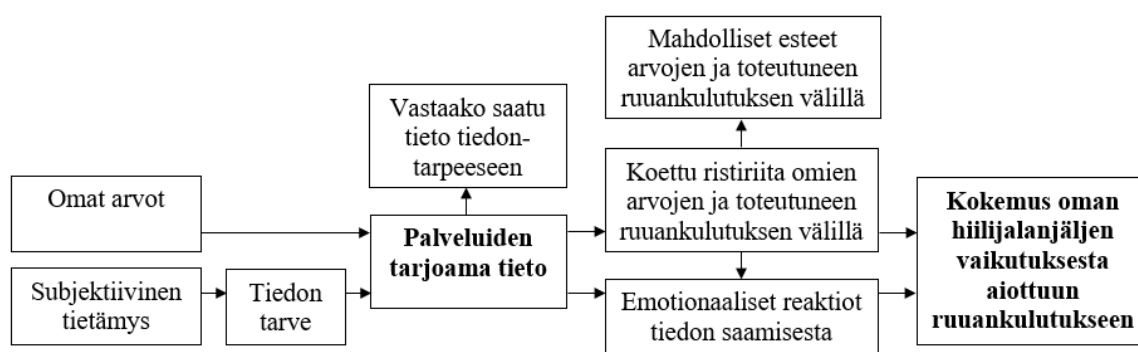 Mahdolliset esteet
arvojen ja toteutuneen
ruuankulutuksen välillä
Vastaako saatu
tieto tiedon-
tarpeeseen
Omat arvot
Koettu ristiriita omien
arvojen ja toteutuneen
ruuankulutuksen välillä
Palveluiden
tarjoama tieto
Kokemus oman
hiilijalanjäljen
vaikutuksesta
aiottuun
ruuankulutukseen
Subjektiivinen
tietämys
Tiedon
tarve
Emotionaaliset reaktiot
tiedon saamisesta